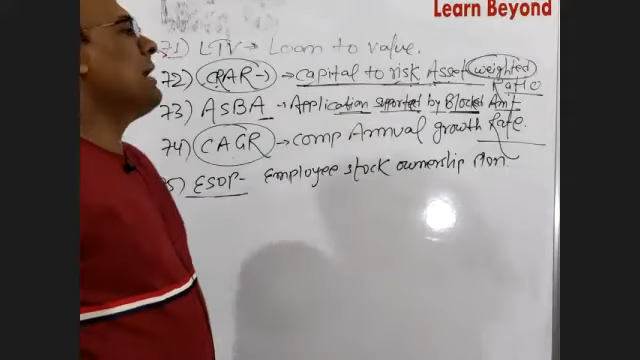 Learn Beyond
71) LTV → Loan to value.
72) CRAR → capital to risk Asset weighted
Ratio
73) ASBA - Application supported by Blocked Amt
74) CAGR → comp Annual growth Rate.
75) ESOP - Employee stock ownership plan.